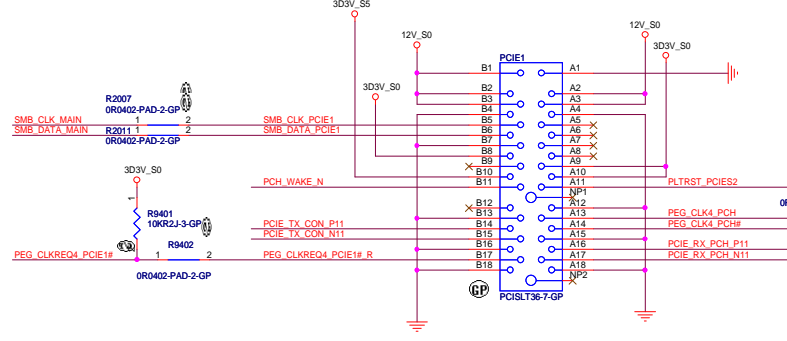 3D3V_S5
12V_S0
12V_S0
3D3V_S0
PCIE1
B1 A1
3D3V_S0
B2 A2
R2007
B3 A3
0R0402-PAD-2-GP
B4 A4
SMB_CLK_MAIN 1 2 SMB_CLK_PCIE1 B5 A5
SMB_DATA_MAIN R2011 1 2 SMB_DATA_PCIE1 B6 A6
0R0402-PAD-2-GP
B7 A7
B8 A8
B9 A9
3D3V_S0
B10 A10
PCH_WAKE_N B11 A11 PLTRST_PCIES2
NP1
1
B12 A12
R9401
B13 A13 PEG_CLK4_PCH
10KR2J-3-GP
PCIE_TX_CON_P11 B14 A14 PEG_CLK4_PCH#
PCIE_TX_CON_N11 B15 A15
R9402
B16 A16 PCIE_RX_PCH_P11
PEG_CLKREQ4_PCIE1# 1 2 PEG_CLKREQ4_PCIE1#_R B17 A17 PCIE_RX_PCH_N11
B18 A18
0R0402-PAD-2-GP
NP2
GP
PCISLT36-7-GP